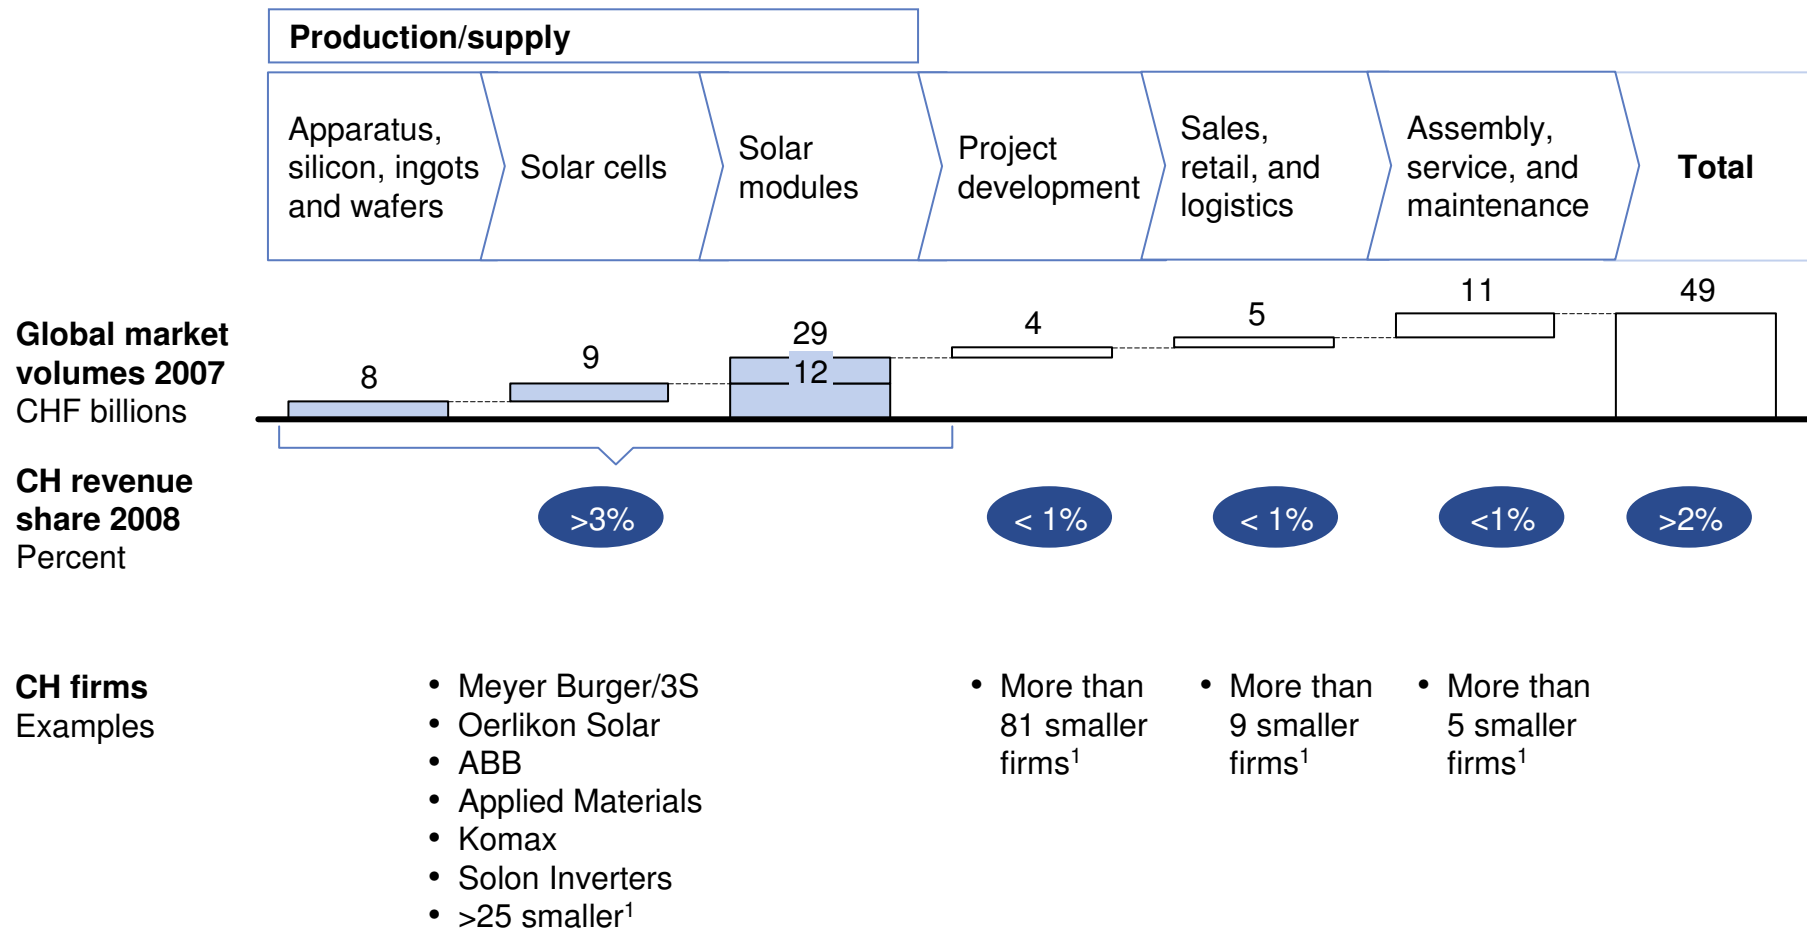 Production/supply
Apparatus,
silicon, ingots
and wafers
Solar cells
Solar
modules
Project
development
Sales,
retail, and
logistics
Assembly,
service, and
maintenance
Total
Global market
volumes 2007
CHF billions
8
9
29
12
4
5
11
49
CH revenue
share 2008
Percent
>3%
< 1%
< 1%
<1%
>2%
CH firms
Examples
• Meyer Burger/3S
• Oerlikon Solar
• ABB
• Applied Materials
• Komax
• Solon Inverters
• >25 smaller¹
• More than
81 smaller
firms¹
• More than
9 smaller
firms¹
• More than
5 smaller
firms¹